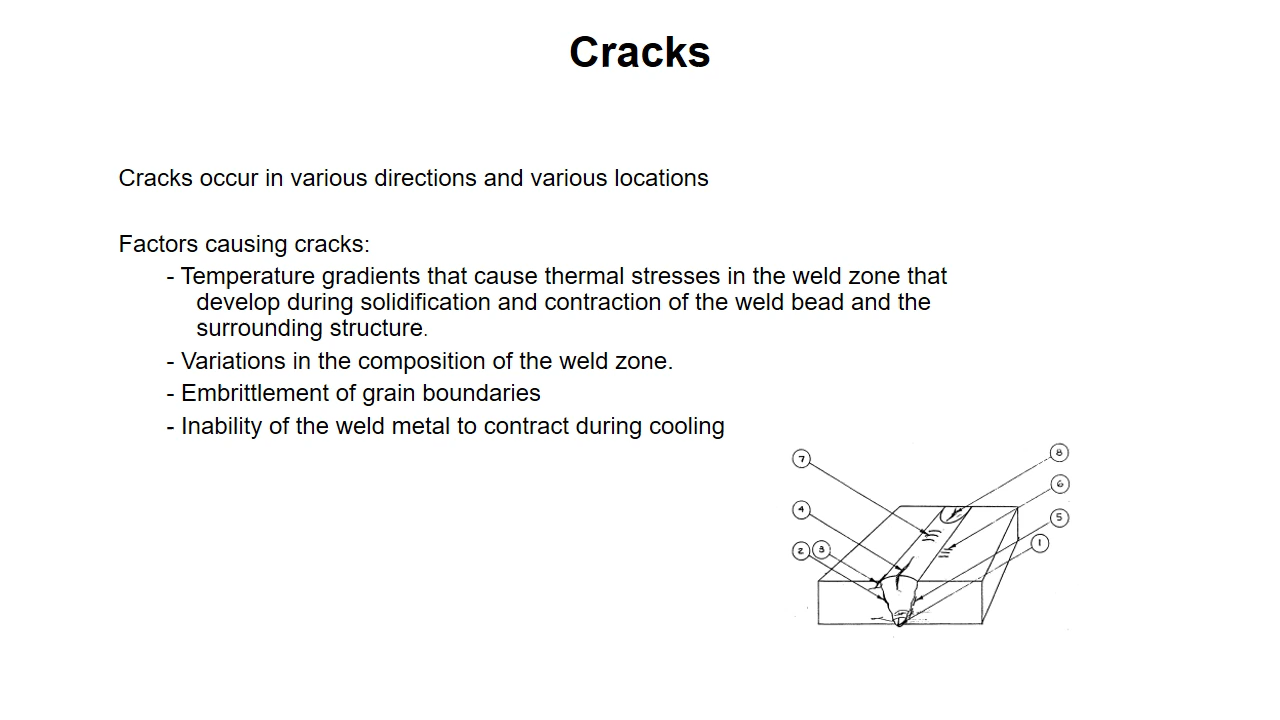 Cracks
Cracks occur in various directions and various locations
Factors causing cracks:
- Temperature gradients that cause thermal stresses in the weld zone that
develop during solidification and contraction of the weld bead and the
surrounding structure.
- Variations in the composition of the weld zone.
- Embrittlement of grain boundaries
- Inability of the weld metal to contract during cooling
7
8
6
4
5
2 3
1